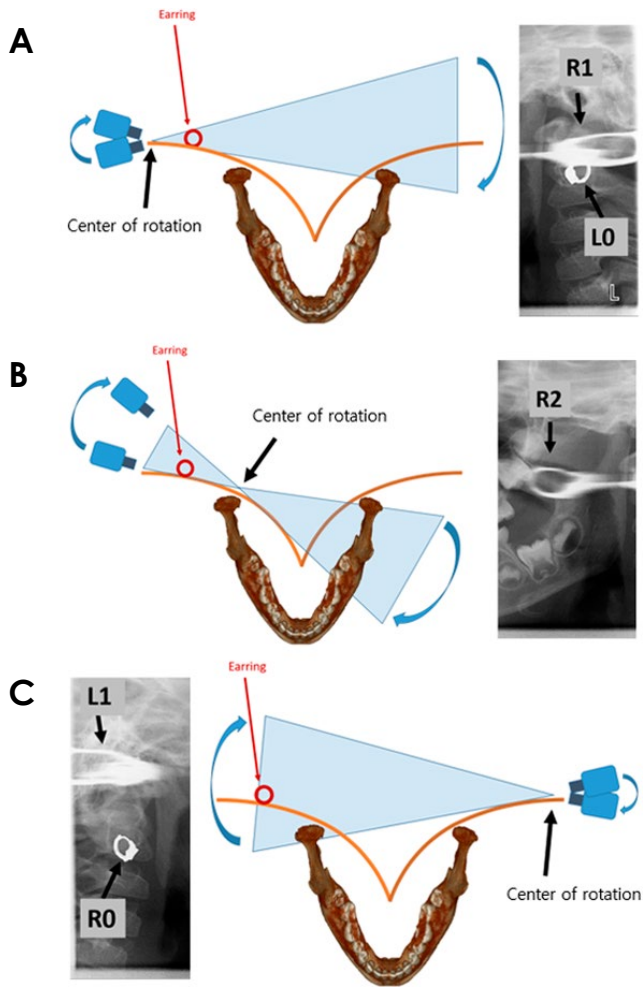 A
Earring
R1
Center of rotation
L0
L
B
Earring
Center of rotation
R2
C
Earring
L1
R0
Center of rotation